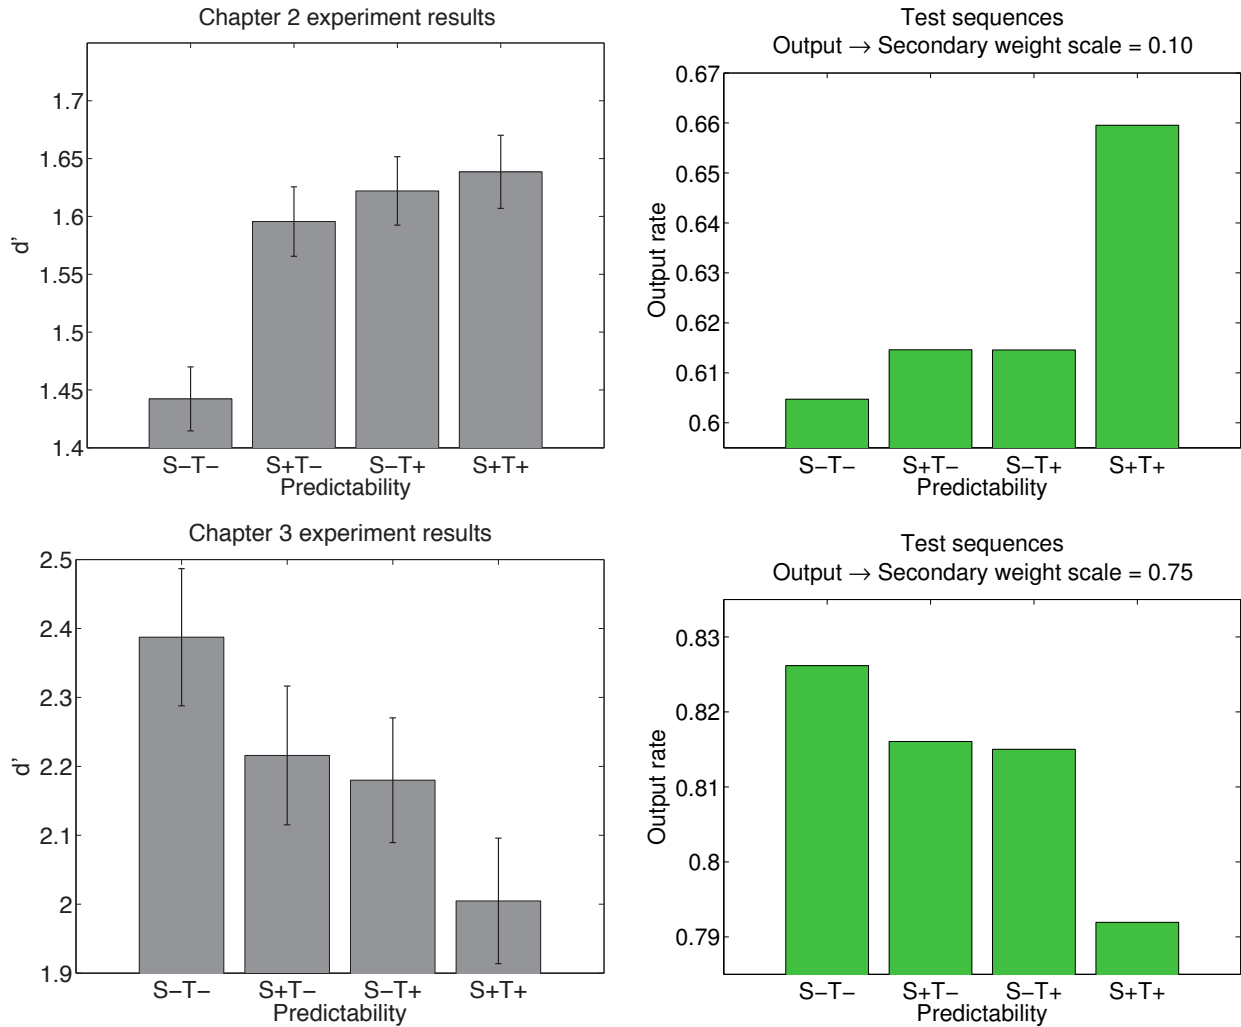 Chapter 2 experiment results
1.7
1.65
1.6
1.55
1.5
1.45
1.4
d'
S−T− S+T− S−T+ S+T+
Predictability
Test sequences
Output → Secondary weight scale = 0.10
0.67
0.66
0.65
0.64
0.63
0.62
0.61
0.6
Output rate
S−T− S+T− S−T+ S+T+
Predictability
Chapter 3 experiment results
2.5
2.4
2.3
2.2
2.1
2
1.9
d'
S−T− S+T− S−T+ S+T+
Predictability
Test sequences
Output → Secondary weight scale = 0.75
0.83
0.82
0.81
0.8
0.79
Output rate
S−T− S+T− S−T+ S+T+
Predictability